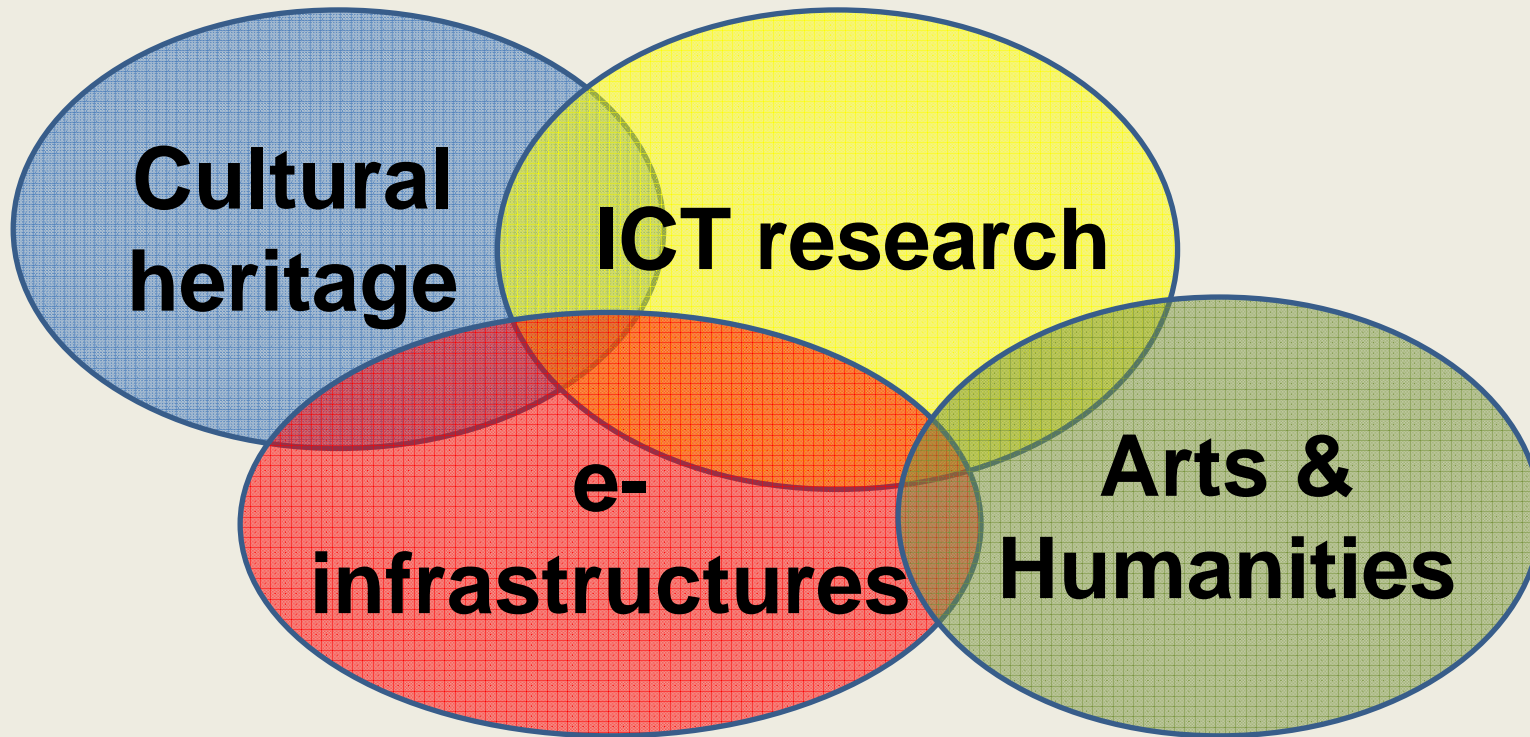 Cultural
heritage
ICT research
e-
infrastructures
Arts &
Humanities